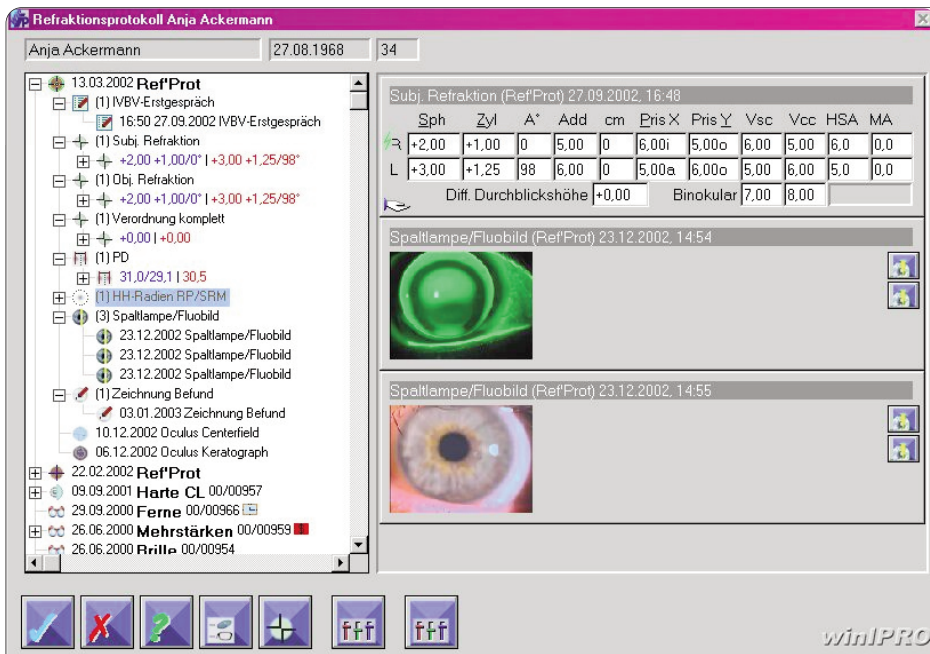 Refraktionsprotokoll Anja Ackermann
Anja Ackermann 27.08.1968 34
13.03.2002 Ref'Prot
(1) IVBV-Erstgespräch
16:50 27.09.2002 IVBV-Erstgespräch
(1) Subj. Refraktion
+2,00 +1,00/0° | +3,00 +1,25/98°
(1) Obj. Refraktion
+2,00 +1,00/0° | +3,00 +1,25/98°
(1) Verordnung komplett
+0,00 | +0,00
(1) PD
31,0/29,1 | 30,5
(1) HH-Radien RP/SRM
(3) Spaltlampe/Fluobild
23.12.2002 Spaltlampe/Fluobild
23.12.2002 Spaltlampe/Fluobild
23.12.2002 Spaltlampe/Fluobild
(1) Zeichnung Befund
03.01.2003 Zeichnung Befund
10.12.2002 Oculus Centerfield
06.12.2002 Oculus Keratograph
22.02.2002 Ref'Prot
09.09.2001 Harte CL 00/00957
29.09.2000 Ferne 00/00966
26.06.2000 Mehrstärken 00/00959
26.06.2000 Brille 00/00954
Subj. Refraktion (Ref'Prot) 27.09.2002, 16:48
Sph Zyl A° Add cm Pris X Pris Y Vsc Vcc HSA MA
R +2,00 +1,00 0 5,00 0 6,00i 5,00o 6,00 5,00 6,0 0,0
L +3,00 +1,25 98 6,00 0 5,00a 6,00o 5,00 6,00 5,0 0,0
Diff. Durchblickshöhe +0,00 Binokular 7,00 8,00
Spaltlampe/Fluobild (Ref'Prot) 23.12.2002, 14:54
Spaltlampe/Fluobild (Ref'Prot) 23.12.2002, 14:55
winIPRO